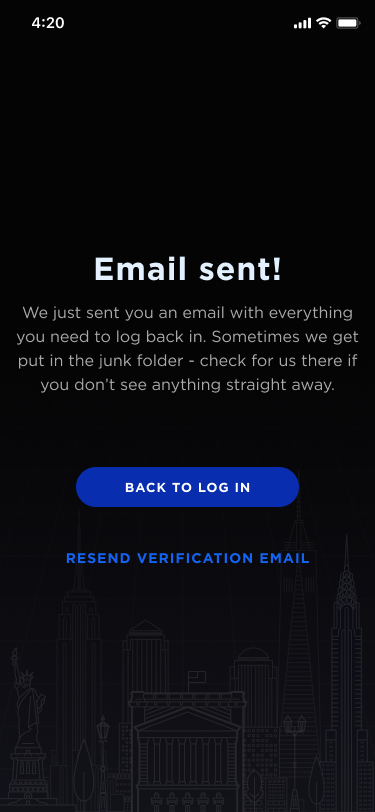 4:20
Email sent!
We just sent you an email with everything
you need to log back in. Sometimes we get
put in the junk folder - check for us there if
you don’t see anything straight away.
BACK TO LOG IN
RESEND VERIFICATION EMAIL